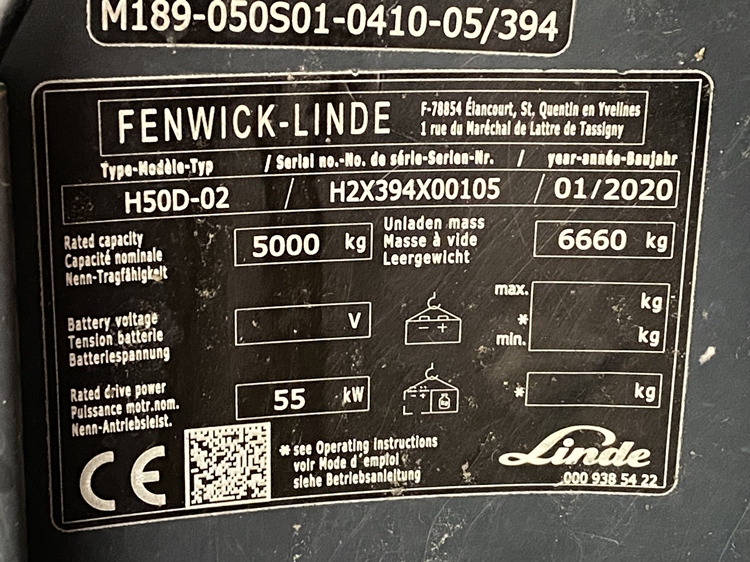 M189-050S01-0410-05/394
FENWICK-LINDE
F-78854 Élancourt, St. Quentin en Yvelines
1 rue du Maréchal de Lattre de Tassigny
Type-Modèle-Typ / Serial no.-No. de série-Serien-Nr. / year-année-Baujahr
H50D-02 / H2X394X00105 / 01/2020
Rated capacity
Capacité nominale
Nenn-Tragfähigkeit
5000 kg
Unladen mass
Masse à vide
Leergewicht
6660 kg
Battery voltage
Tension batterie
Batteriespannung
V
- +
max. kg
*
min. kg
Rated drive power
Puissance motr.nom.
Nenn-Antriebsleist.
55 kW
kg
* kg
CE
* see Operating Instructions
voir Mode d'emploi
siehe Betriebsanleitung
Linde
000 938 54 22